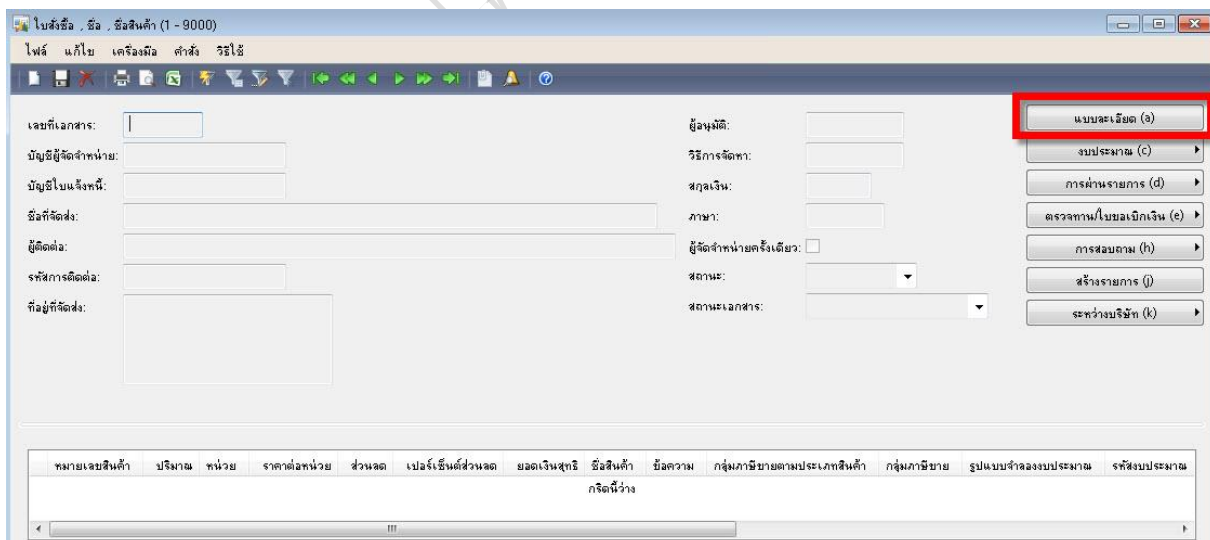 ใบสั่งซื้อ , ชื่อ , ชื่อสินค้า (1 - 9000)
ไฟล์ แก้ไข เครื่องมือ คำสั่ง วิธีใช้
เลขที่เอกสาร: ผู้อนุมัติ: แบบละเอียด (a)
บัญชีผู้จัดจำหน่าย: วิธีการจัดหา: งบประมาณ (c)
บัญชีใบแจ้งหนี้: สกุลเงิน: การผ่านรายการ (d)
ชื่อที่จัดส่ง: ภาษา: ตรวจทาน/ใบขอเบิกเงิน (e)
ผู้ติดต่อ: ผู้จัดจำหน่ายครั้งเดียว: การสอบถาม (h)
รหัสการติดต่อ: สถานะ: สร้างรายการ (j)
ที่อยู่ที่จัดส่ง: สถานะเอกสาร: ระหว่างบริษัท (k)
หมายเลขสินค้า ปริมาณ หน่วย ราคาต่อหน่วย ส่วนลด เปอร์เซ็นต์ส่วนลด ยอดเงินสุทธิ ชื่อสินค้า ข้อความ กลุ่มภาษีขายตามประเภทสินค้า กลุ่มภาษีขาย รูปแบบจำลองงบประมาณ รหัสงบประมาณ
กริดนี้ว่าง